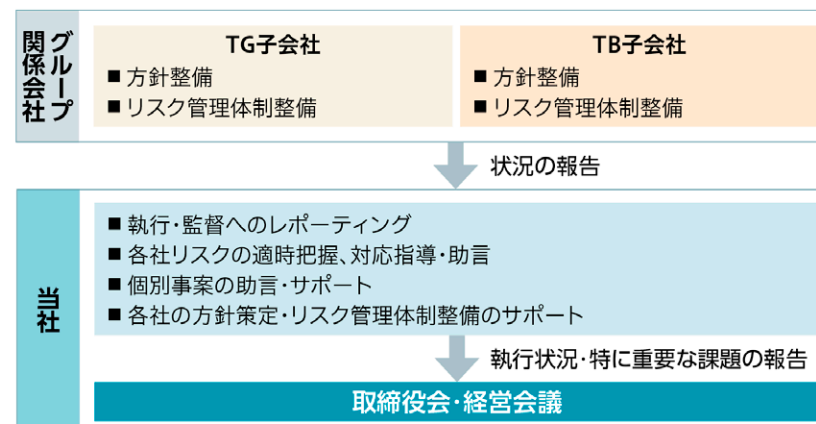 グループ
関係会社
TG子会社
■ 方針整備
■ リスク管理体制整備
TB子会社
■ 方針整備
■ リスク管理体制整備
状況の報告
当社
■ 執行・監督へのレポーティング
■ 各社リスクの適時把握、対応指導・助言
■ 個別事案の助言・サポート
■ 各社の方針策定・リスク管理体制整備のサポート
執行状況・特に重要な課題の報告
取締役会・経営会議